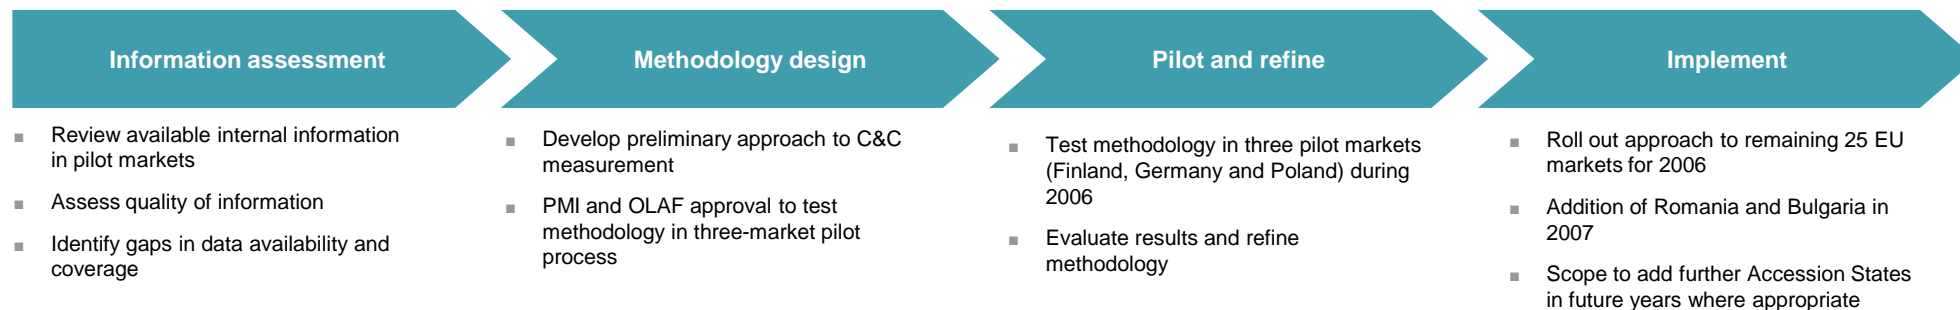 Information assessment
Review available internal information
in pilot markets
Assess quality of information
Identify gaps in data availability and
coverage
Methodology design
Develop preliminary approach to C&C
measurement
PMI and OLAF approval to test
methodology in three-market pilot
process
Pilot and refine
Test methodology in three pilot markets
(Finland, Germany and Poland) during
2006
Evaluate results and refine
methodology
Implement
Roll out approach to remaining 25 EU
markets for 2006
Addition of Romania and Bulgaria in
2007
Scope to add further Accession States
in future years where appropriate